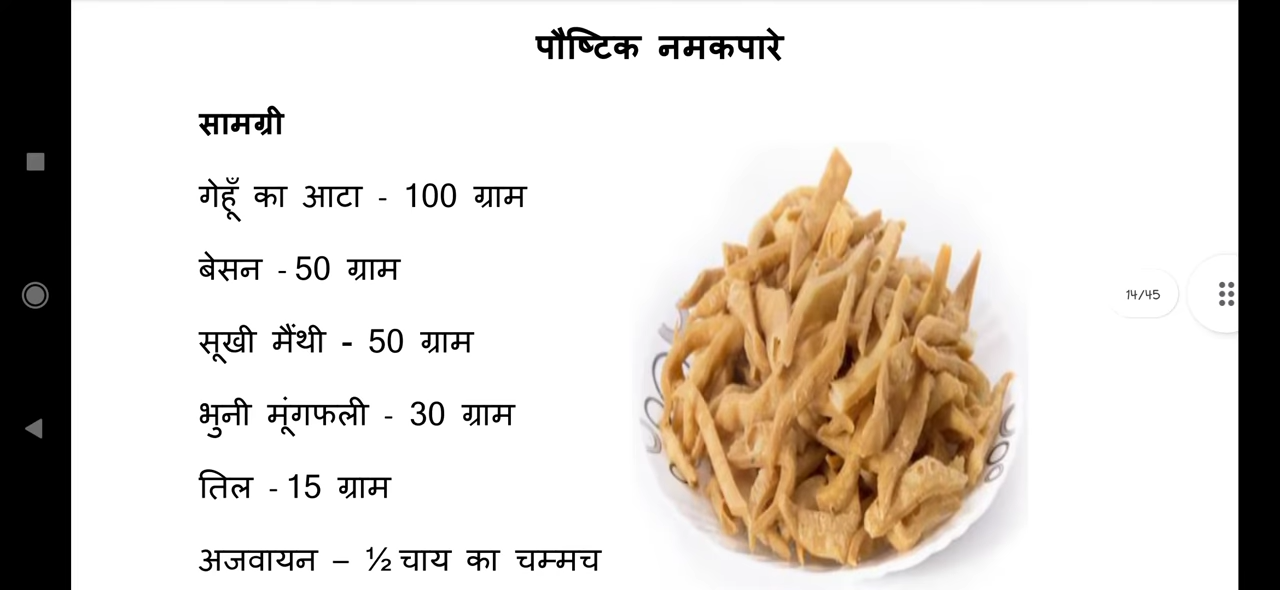 पौष्टिक नमकपारे
सामग्री
गेहूँ का आटा - 100 ग्राम
बेसन - 50 ग्राम
सूखी मैंथी - 50 ग्राम
भुनी मूंगफली - 30 ग्राम
तिल - 15 ग्राम
अजवायन – ½ चाय का चम्मच
14/45